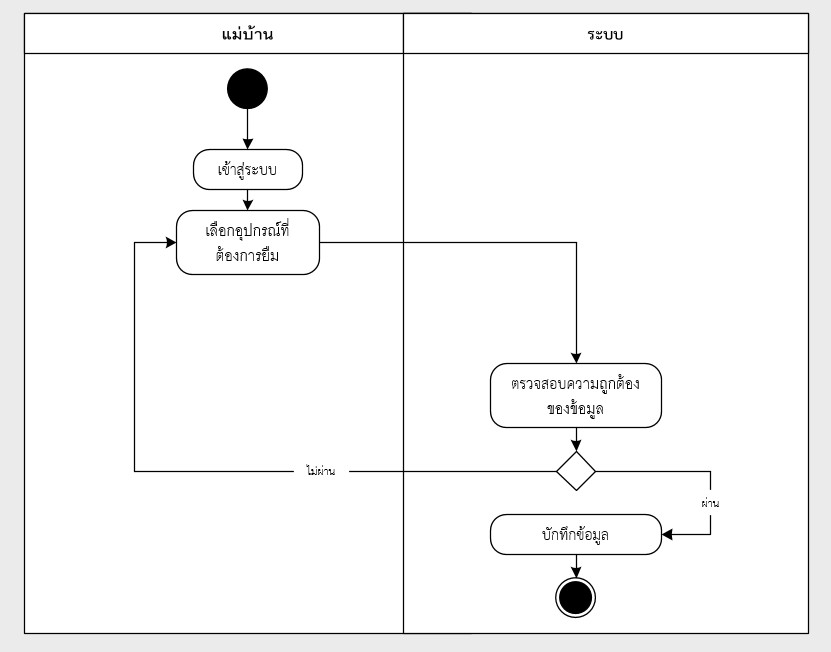 แม่บ้าน
ระบบ
เข้าสู่ระบบ
เลือกอุปกรณ์ที่
ต้องการยืม
ตรวจสอบความถูกต้อง
ของข้อมูล
ไม่ผ่าน
ผ่าน
บักทึกข้อมูล